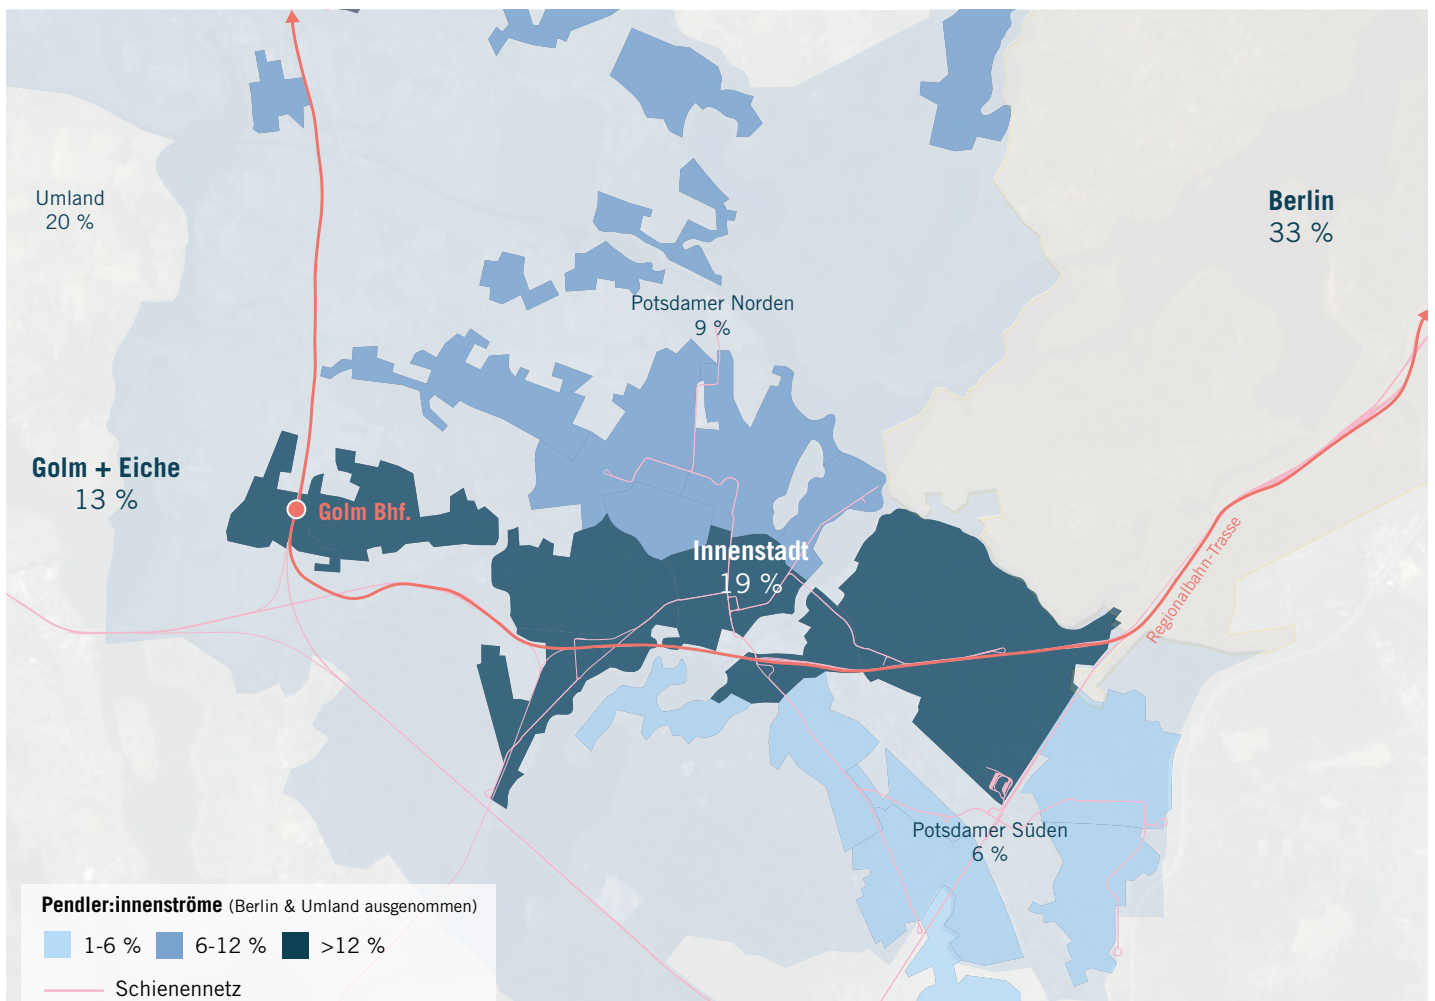 Umland
20 %
Berlin
33 %
Potsdamer Norden
9 %
Golm + Eiche
13 %
Golm Bhf.
Innenstadt
19 %
Regionalbahn-Trasse
Potsdamer Süden
6 %
Pendler:innenströme (Berlin & Umland ausgenommen)
1-6 % 6-12 % >12 %
Schienennetz